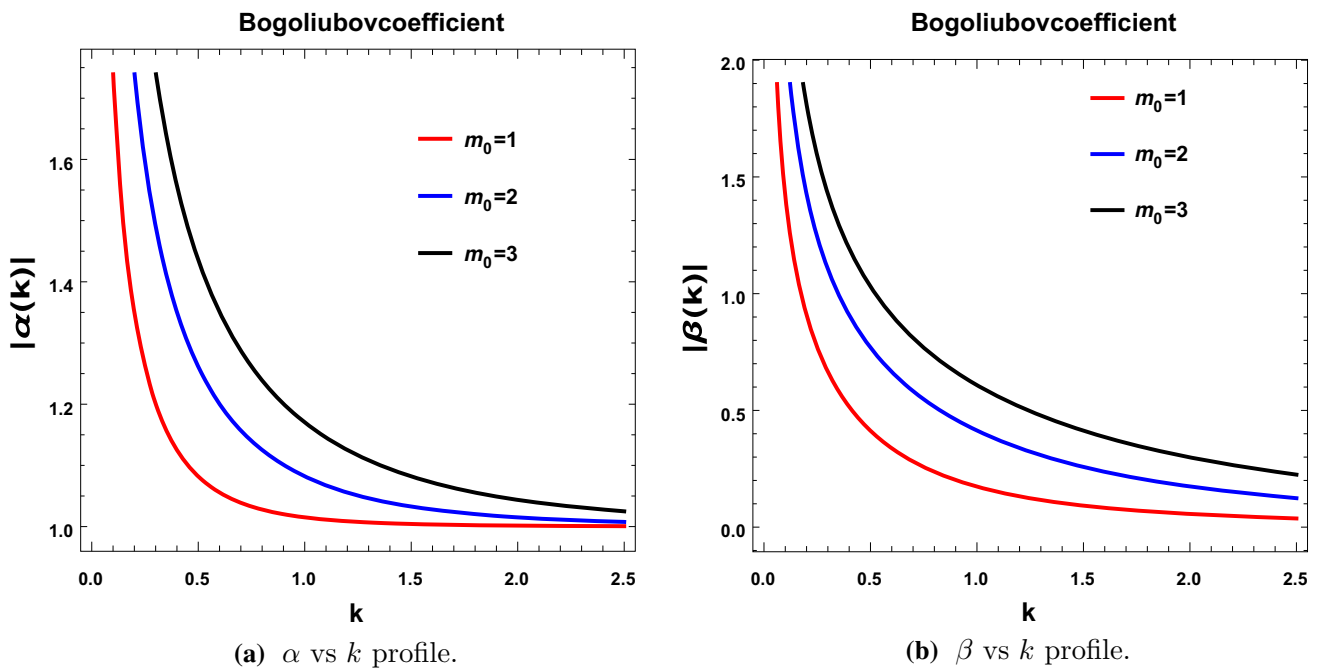 Bogoliubovcoefficient
|α(k)|
1.6
1.4
1.2
1.0
m0=1
m0=2
m0=3
0.0 0.5 1.0 1.5 2.0 2.5
k
(a) α vs k profile.
Bogoliubovcoefficient
|β(k)|
2.0
1.5
1.0
0.5
0.0
m0=1
m0=2
m0=3
0.0 0.5 1.0 1.5 2.0 2.5
k
(b) β vs k profile.